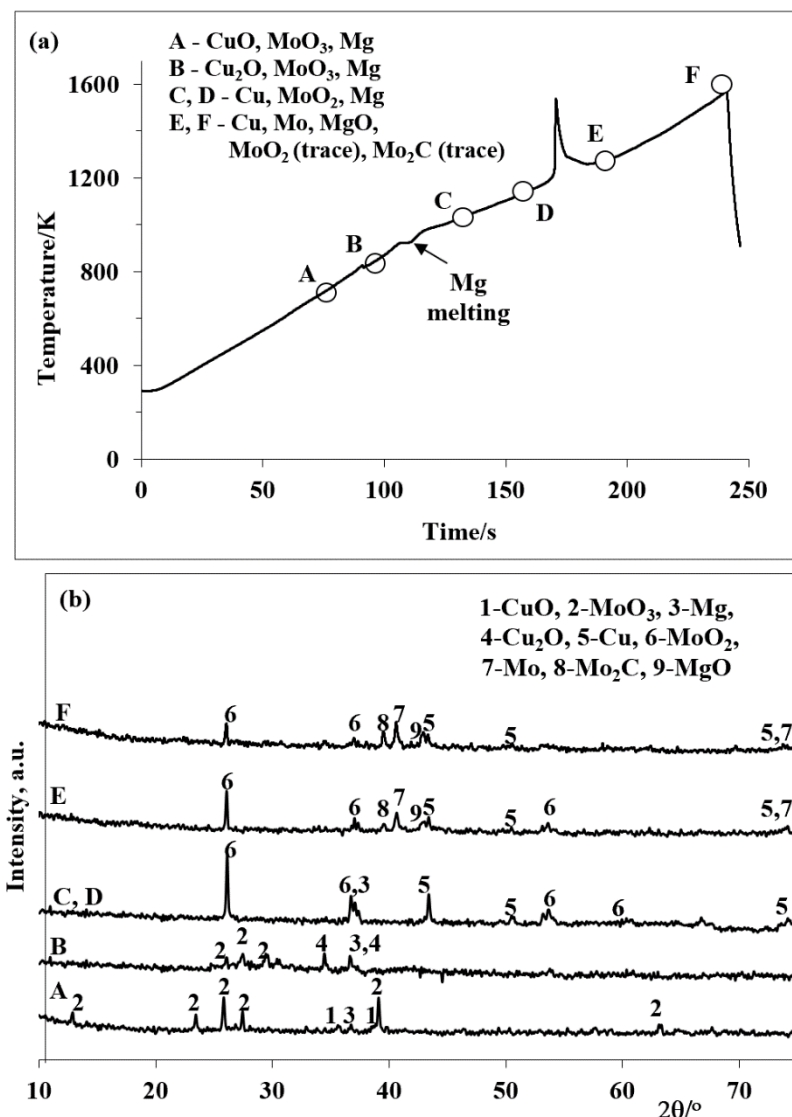 (a)
A - CuO, MoO₃, Mg
B - Cu₂O, MoO₃, Mg
C, D - Cu, MoO₂, Mg
E, F - Cu, Mo, MgO,
MoO₂ (trace), Mo₂C (trace)
Temperature/K
1600
1200
800
400
0
A
B
C
D
E
F
Mg
melting
0
50
100
150
200
250
Time/s
(b)
1-CuO, 2-MoO₃, 3-Mg,
4-Cu₂O, 5-Cu, 6-MoO₂,
7-Mo, 8-Mo₂C, 9-MgO
Intensity, a.u.
F
6
6
8
7
9
5
5
5,7
E
6
6
8
7
9
5
5
6
5,7
C, D
6
6,3
5
5
6
6
5
B
2
2
2
4
3,4
A
2
2
2
2
1
3
1
2
2
10
20
30
40
50
60
70
2θ/°